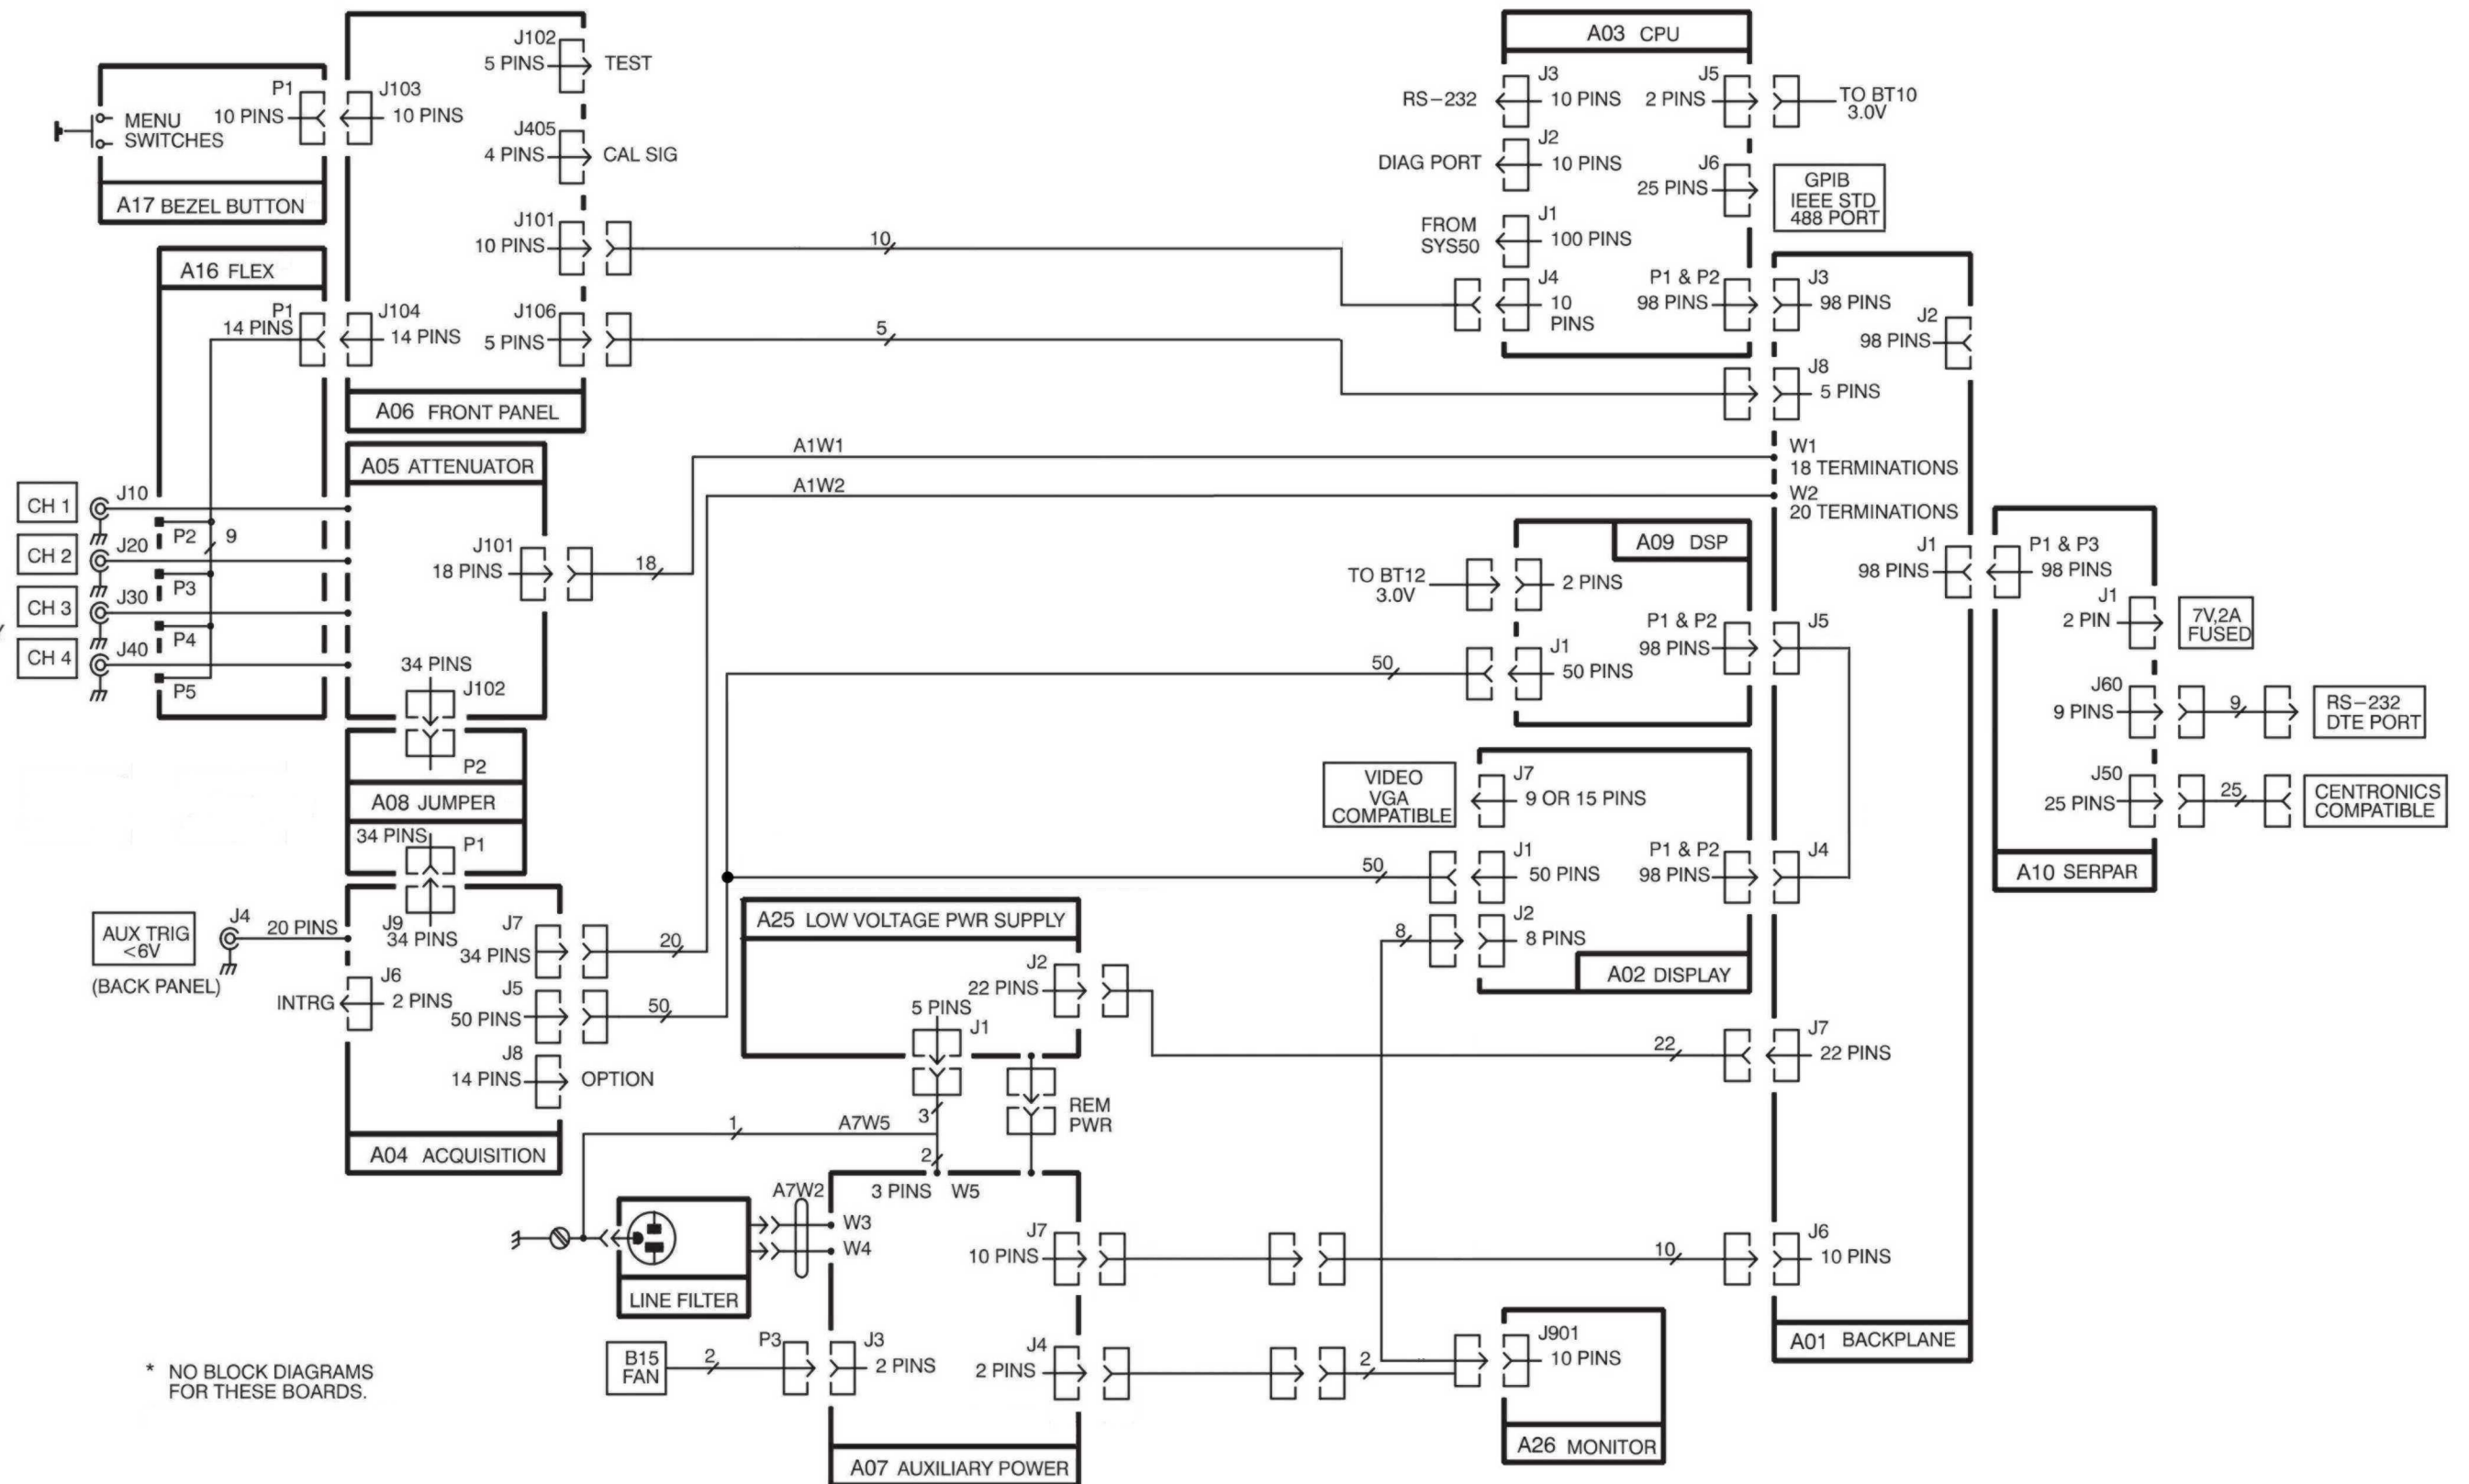 J102
5 PINS
TEST
P1
10 PINS
MENU
SWITCHES
J103
10 PINS
A17 BEZEL BUTTON
J405
4 PINS
CAL SIG
J101
10 PINS
10
A16 FLEX
P1
14 PINS
J104
14 PINS
J106
5 PINS
5
A06 FRONT PANEL
A03 CPU
J3
RS-232
10 PINS
J5
2 PINS
TO BT10
3.0V
J2
DIAG PORT
10 PINS
J6
25 PINS
GPIB
IEEE STD
488 PORT
J1
FROM
SYS50
100 PINS
J4
10
PINS
P1 & P2
98 PINS
J3
98 PINS
J2
98 PINS
J8
5 PINS
A05 ATTENUATOR
A1W1
W1
18 TERMINATIONS
A1W2
W2
20 TERMINATIONS
CH 1
J10
P2
9
CH 2
J20
P3
CH 3
J30
P4
CH 4
J40
P5
J101
18 PINS
18
34 PINS
J102
P2
A08 JUMPER
34 PINS
P1
A09 DSP
TO BT12
3.0V
2 PINS
P1 & P2
98 PINS
J5
50
J1
50 PINS
J1
98 PINS
P1 & P3
98 PINS
J1
2 PIN
7V,2A
FUSED
J60
9 PINS
9
RS-232
DTE PORT
J50
25 PINS
25
CENTRONICS
COMPATIBLE
A10 SERPAR
VIDEO
VGA
COMPATIBLE
J7
9 OR 15 PINS
50
J1
50 PINS
P1 & P2
98 PINS
J4
8
J2
8 PINS
A02 DISPLAY
AUX TRIG
<6V
(BACK PANEL)
J4
20 PINS
J9
34 PINS
J7
34 PINS
20
INTRG
J6
2 PINS
J5
50 PINS
50
J8
14 PINS
OPTION
A04 ACQUISITION
A25 LOW VOLTAGE PWR SUPPLY
J2
22 PINS
5 PINS
J1
22
J7
22 PINS
3
REM
PWR
1
A7W5
2
3 PINS
W5
A7W2
W3
W4
LINE FILTER
J7
10 PINS
10
J6
10 PINS
B15
FAN
2
P3
J3
2 PINS
J4
2 PINS
2
J901
10 PINS
A01 BACKPLANE
A26 MONITOR
A07 AUXILIARY POWER
* NO BLOCK DIAGRAMS
FOR THESE BOARDS.